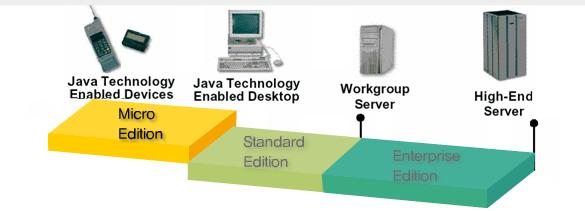 Java Technology
Enabled Devices
Java Technology
Enabled Desktop
Workgroup
Server
High-End
Server
Micro
Edition
Standard
Edition
Enterprise
Edition